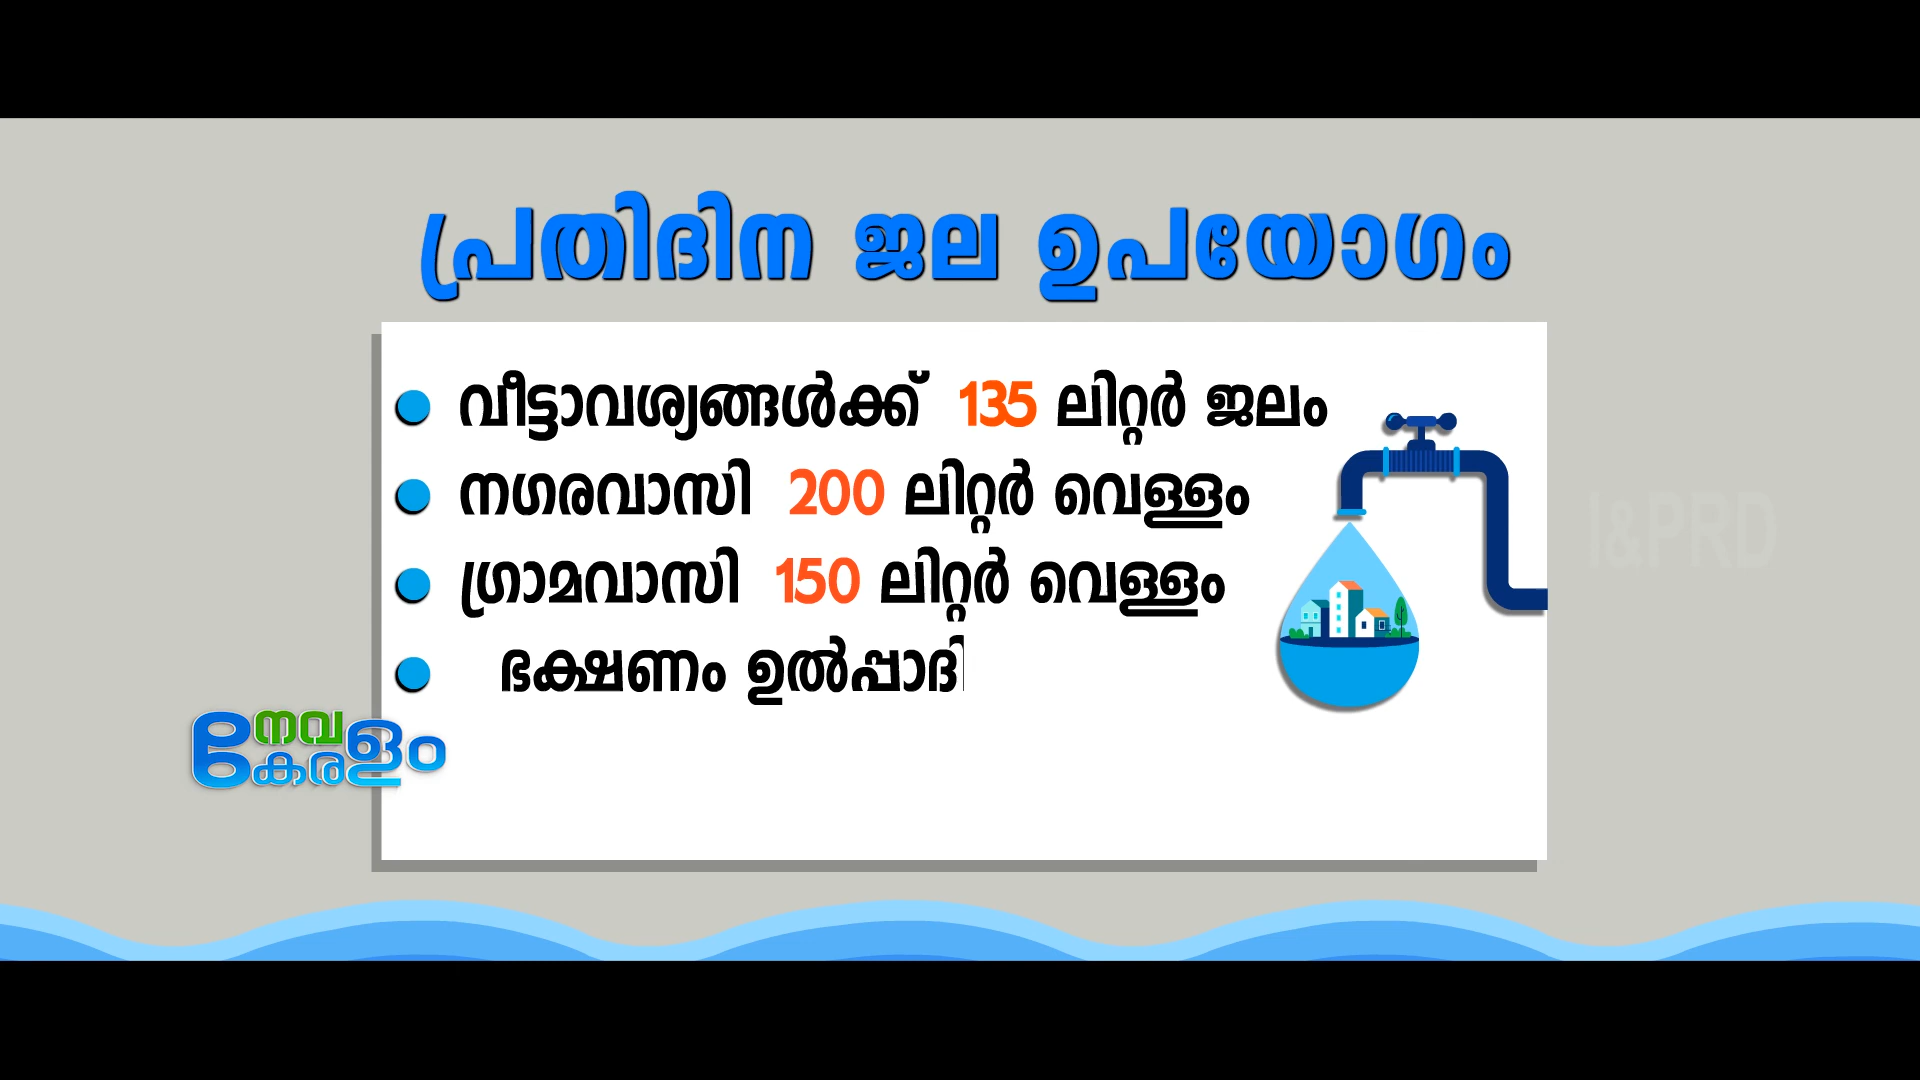 പ്രതിദിന ജല ഉപയോഗം
വീട്ടാവശ്യങ്ങൾക്ക് 135 ലിറ്റർ ജലം
നഗരവാസി 200 ലിറ്റർ വെള്ളം
ഗ്രാമവാസി 150 ലിറ്റർ വെള്ളം
I&PRD
ഭക്ഷണം ഉൽപ്പാദി
നവ
കേരളം